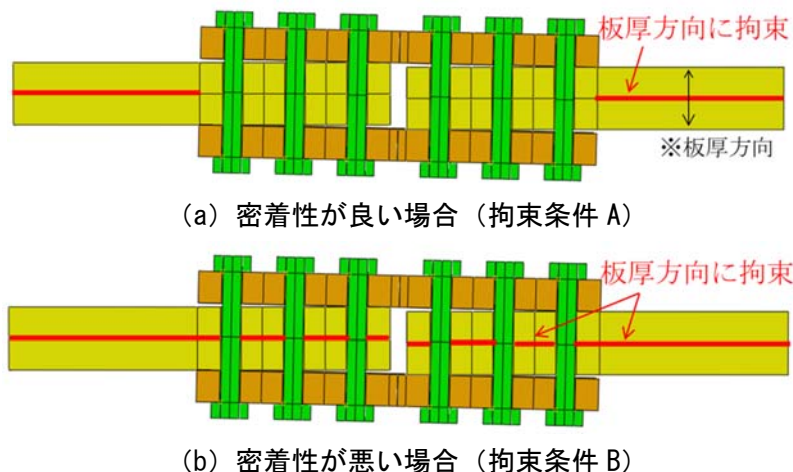 板厚方向に拘束
※板厚方向
(a) 密着性が良い場合（拘束条件 A）
板厚方向に拘束
(b) 密着性が悪い場合（拘束条件 B）